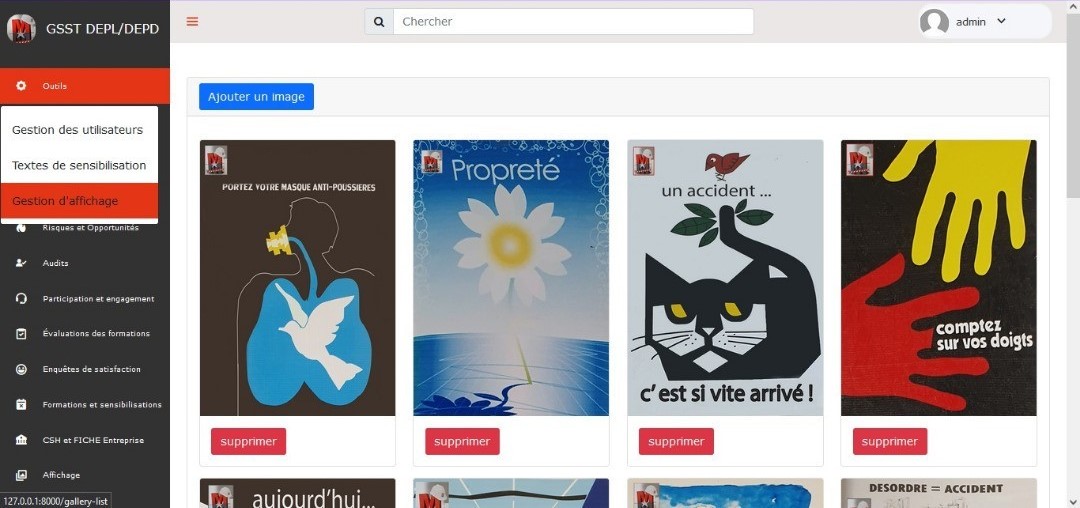 GSST DEPL/DEPD
Chercher
admin
Outils
Gestion des utilisateurs
Textes de sensibilisation
Gestion d'affichage
Risques et Opportunités
Audits
Participation et engagement
Évaluations des formations
Enquêtes de satisfaction
Formations et sensibilisations
CSH et FICHE Entreprise
Affichage
127.0.0.1:8000/gallery-list
Ajouter un image
PORTEZ VOTRE MASQUE ANTI-POUSSIERES
supprimer
Propreté
supprimer
un accident ...
c'est si vite arrivé !
supprimer
comptez
sur vos doigts
supprimer
aujourd'hui...
DESORDRE = ACCIDENT